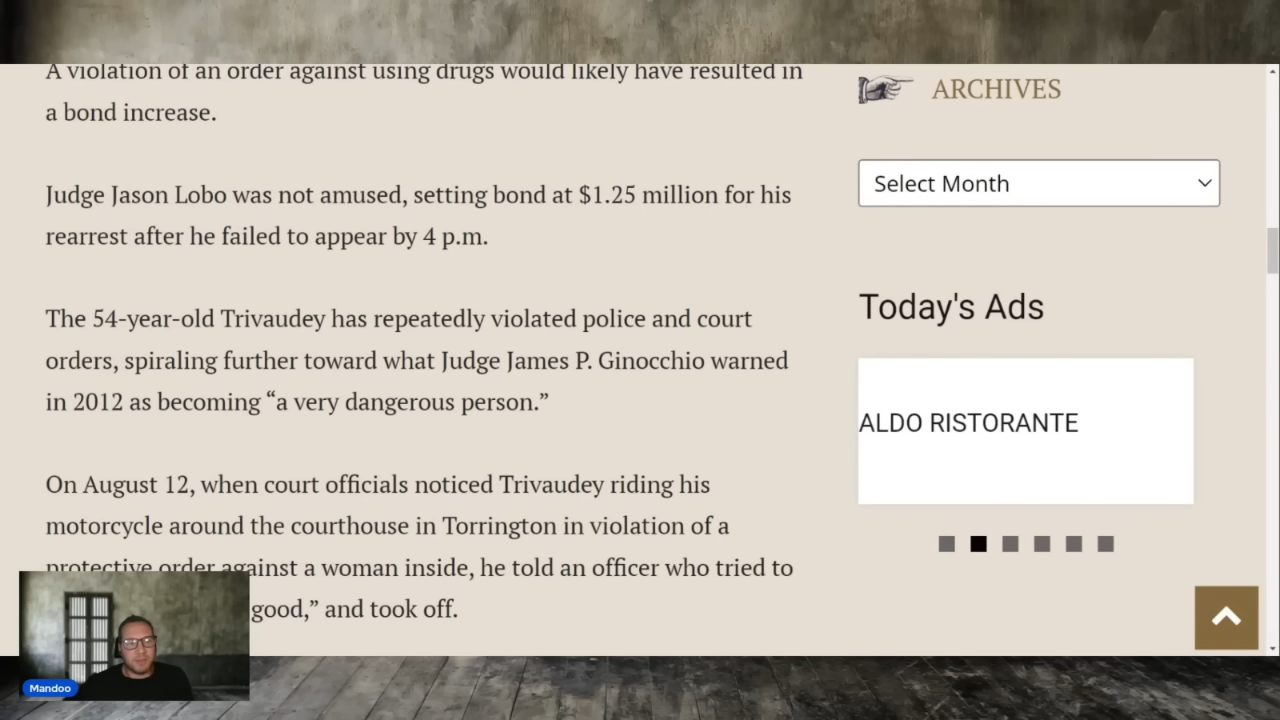 A violation of an order against using drugs would likely have resulted in
a bond increase.
Judge Jason Lobo was not amused, setting bond at $1.25 million for his
rearrest after he failed to appear by 4 p.m.
The 54-year-old Trivaudey has repeatedly violated police and court
orders, spiraling further toward what Judge James P. Ginocchio warned
in 2012 as becoming “a very dangerous person.”
On August 12, when court officials noticed Trivaudey riding his
motorcycle around the courthouse in Torrington in violation of a
protective order against a woman inside, he told an officer who tried to
good,” and took off.
ARCHIVES
Select Month
Today's Ads
ALDO RISTORANTE
Mandoo